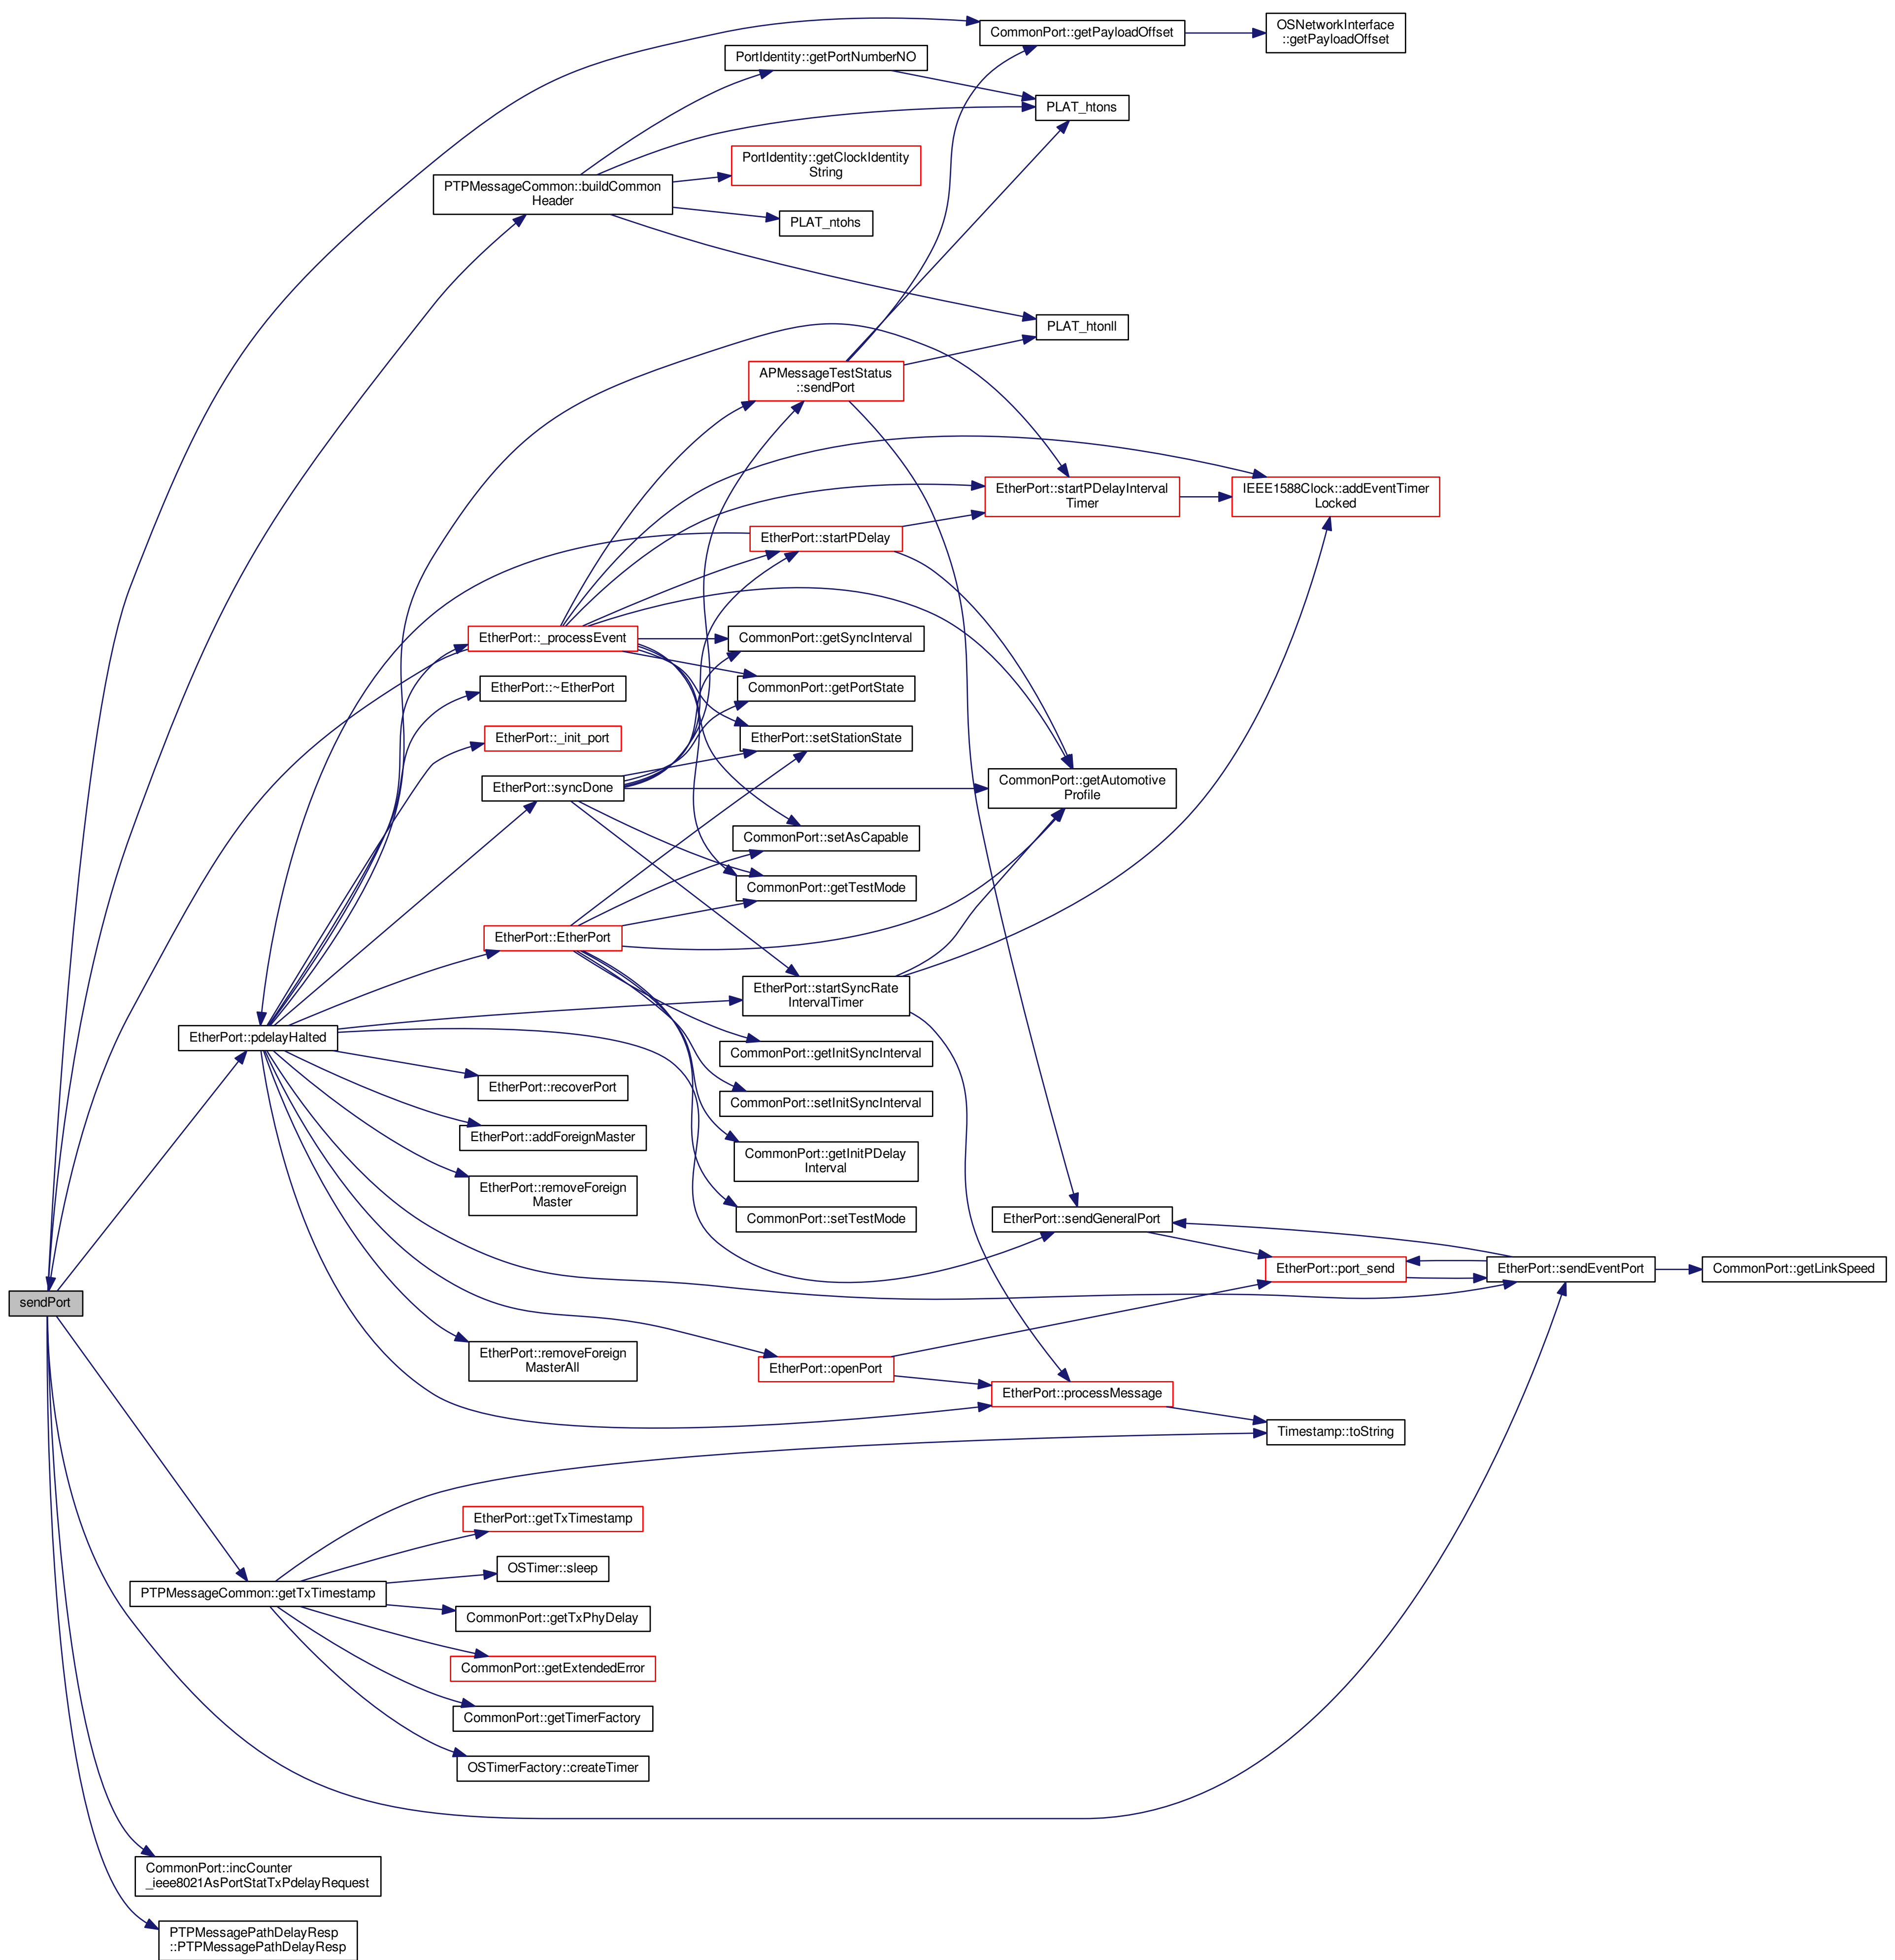 CommonPort::getPayloadOffset
OSNetworkInterface
::getPayloadOffset
PortIdentity::getPortNumberNO
PLAT_htons
PortIdentity::getClockIdentity
String
PTPMessageCommon::buildCommon
Header
PLAT_ntohs
PLAT_htonll
APMessageTestStatus
::sendPort
EtherPort::startPDelayInterval
Timer
IEEE1588Clock::addEventTimer
Locked
EtherPort::startPDelay
EtherPort::_processEvent
CommonPort::getSyncInterval
EtherPort::~EtherPort
CommonPort::getPortState
EtherPort::_init_port
EtherPort::setStationState
EtherPort::syncDone
CommonPort::getAutomotive
Profile
CommonPort::setAsCapable
CommonPort::getTestMode
EtherPort::EtherPort
EtherPort::startSyncRate
IntervalTimer
EtherPort::pdelayHalted
CommonPort::getInitSyncInterval
EtherPort::recoverPort
CommonPort::setInitSyncInterval
EtherPort::addForeignMaster
CommonPort::getInitPDelay
Interval
EtherPort::removeForeign
Master
CommonPort::setTestMode
EtherPort::sendGeneralPort
EtherPort::port_send
EtherPort::sendEventPort
CommonPort::getLinkSpeed
sendPort
EtherPort::removeForeign
MasterAll
EtherPort::openPort
EtherPort::processMessage
Timestamp::toString
EtherPort::getTxTimestamp
OSTimer::sleep
PTPMessageCommon::getTxTimestamp
CommonPort::getTxPhyDelay
CommonPort::getExtendedError
CommonPort::getTimerFactory
OSTimerFactory::createTimer
CommonPort::incCounter
_ieee8021AsPortStatTxPdelayRequest
PTPMessagePathDelayResp
::PTPMessagePathDelayResp